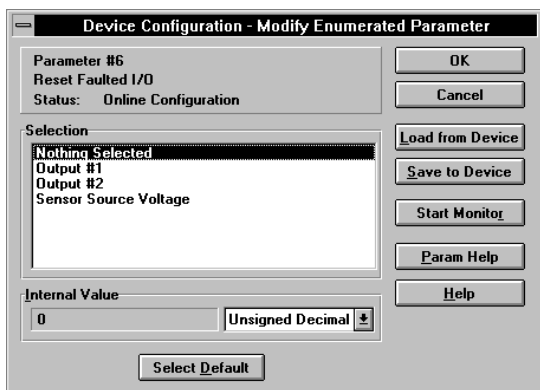 Device Configuration - Modify Enumerated Parameter
Parameter #6
Reset Faulted I/O
Status: Online Configuration
OK
Cancel
Selection
Nothing Selected
Output #1
Output #2
Sensor Source Voltage
Load from Device
Save to Device
Start Monitor
Param Help
Help
Internal Value
0
Unsigned Decimal
Select Default